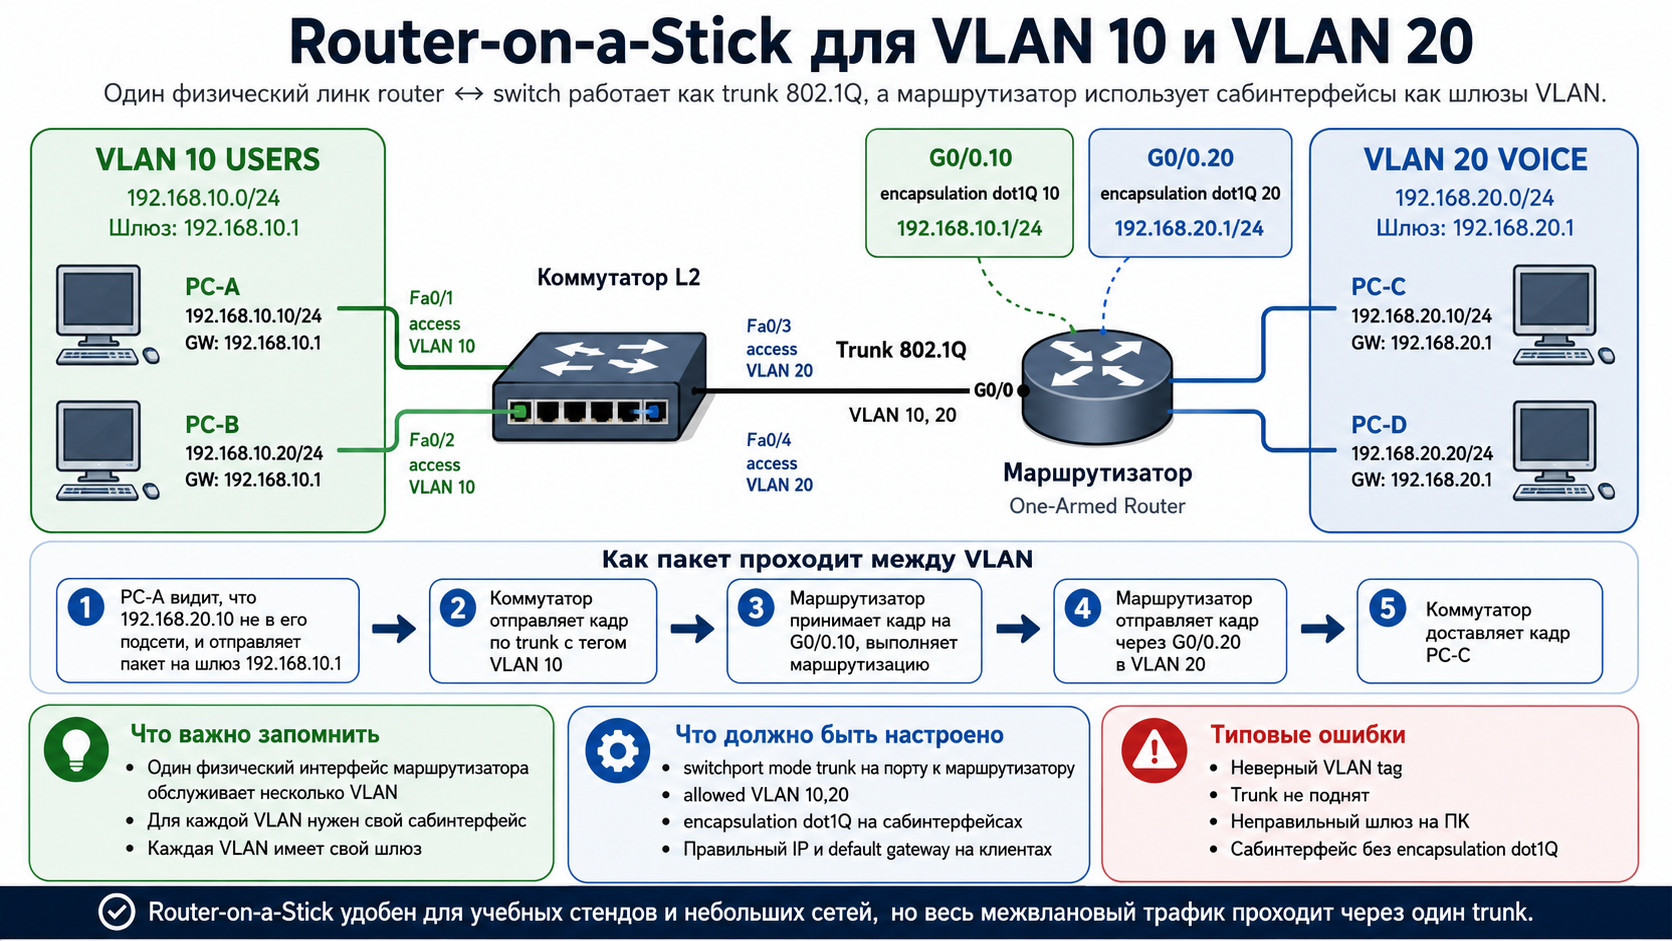 Router-on-a-Stick для VLAN 10 и VLAN 20
Один физический линк router ↔ switch работает как trunk 802.1Q, а маршрутизатор использует сабинтерфейсы как шлюзы VLAN.
VLAN 10 USERS
192.168.10.0/24
Шлюз: 192.168.10.1
PC-A
192.168.10.10/24
GW: 192.168.10.1
PC-B
192.168.10.20/24
GW: 192.168.10.1
Fa0/1
access
VLAN 10
Fa0/2
access
VLAN 10
Коммутатор L2
Fa0/3
access
VLAN 20
Fa0/4
access
VLAN 20
Trunk 802.1Q
G0/0
VLAN 10, 20
G0/0.10
encapsulation dot1Q 10
192.168.10.1/24
G0/0.20
encapsulation dot1Q 20
192.168.20.1/24
Маршрутизатор
One-Armed Router
VLAN 20 VOICE
192.168.20.0/24
Шлюз: 192.168.20.1
PC-C
192.168.20.10/24
GW: 192.168.20.1
PC-D
192.168.20.20/24
GW: 192.168.20.1
Как пакет проходит между VLAN
1
PC-A видит, что
192.168.20.10 не в его
подсети, и отправляет
пакет на шлюз 192.168.10.1
2
Коммутатор
отправляет кадр
по trunk с тегом
VLAN 10
3
Маршрутизатор
принимает кадр на
G0/0.10, выполняет
маршрутизацию
4
Маршрутизатор
отправляет кадр
через G0/0.20
в VLAN 20
5
Коммутатор
доставляет кадр
PC-C
Что важно запомнить
• Один физический интерфейс маршрутизатора
обслуживает несколько VLAN
• Для каждой VLAN нужен свой сабинтерфейс
• Каждая VLAN имеет свой шлюз
Что должно быть настроено
• switchport mode trunk на порту к маршрутизатору
• allowed VLAN 10,20
• encapsulation dot1Q на сабинтерфейсах
• Правильный IP и default gateway на клиентах
Типовые ошибки
• Неверный VLAN tag
• Trunk не поднят
• Неправильный шлюз на ПК
• Сабинтерфейс без encapsulation dot1Q
Router-on-a-Stick удобен для учебных стендов и небольших сетей, но весь межвлановый трафик проходит через один trunk.